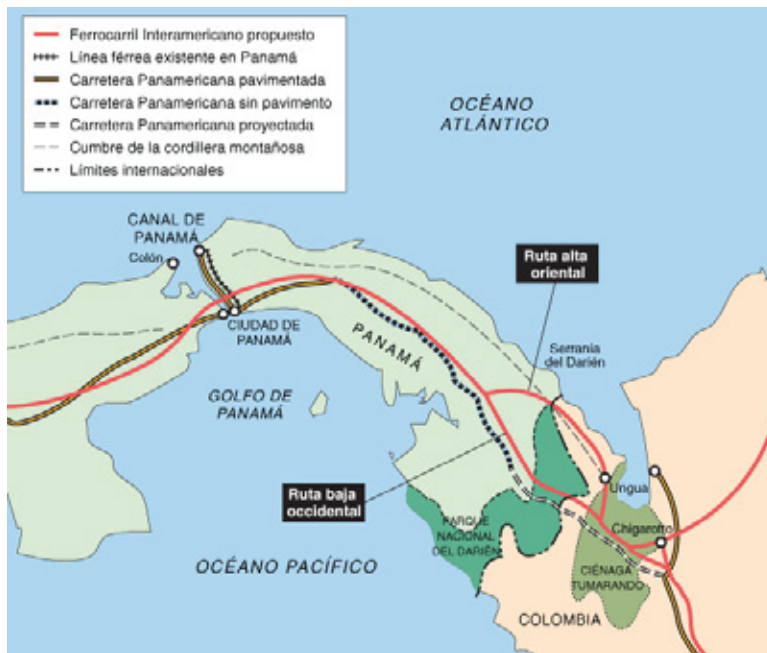 Ferrocarril Interamericano propuesto
Línea férrea existente en Panamá
Carretera Panamericana pavimentada
Carretera Panamericana sin pavimento
Carretera Panamericana proyectada
Cumbre de la cordillera montañosa
Límites internacionales
OCÉANO
ATLÁNTICO
CANAL DE
PANAMÁ
Colón
Ruta alta
oriental
CIUDAD DE
PANAMÁ
PANAMÁ
Serranía
del Darién
GOLFO DE
PANAMÁ
Ruta baja
occidental
Ungua
Chigarotto
PARQUE
NACIONAL
DEL DARIÉN
OCÉANO PACÍFICO
CIÉNAGA
TUMARANDO
COLOMBIA